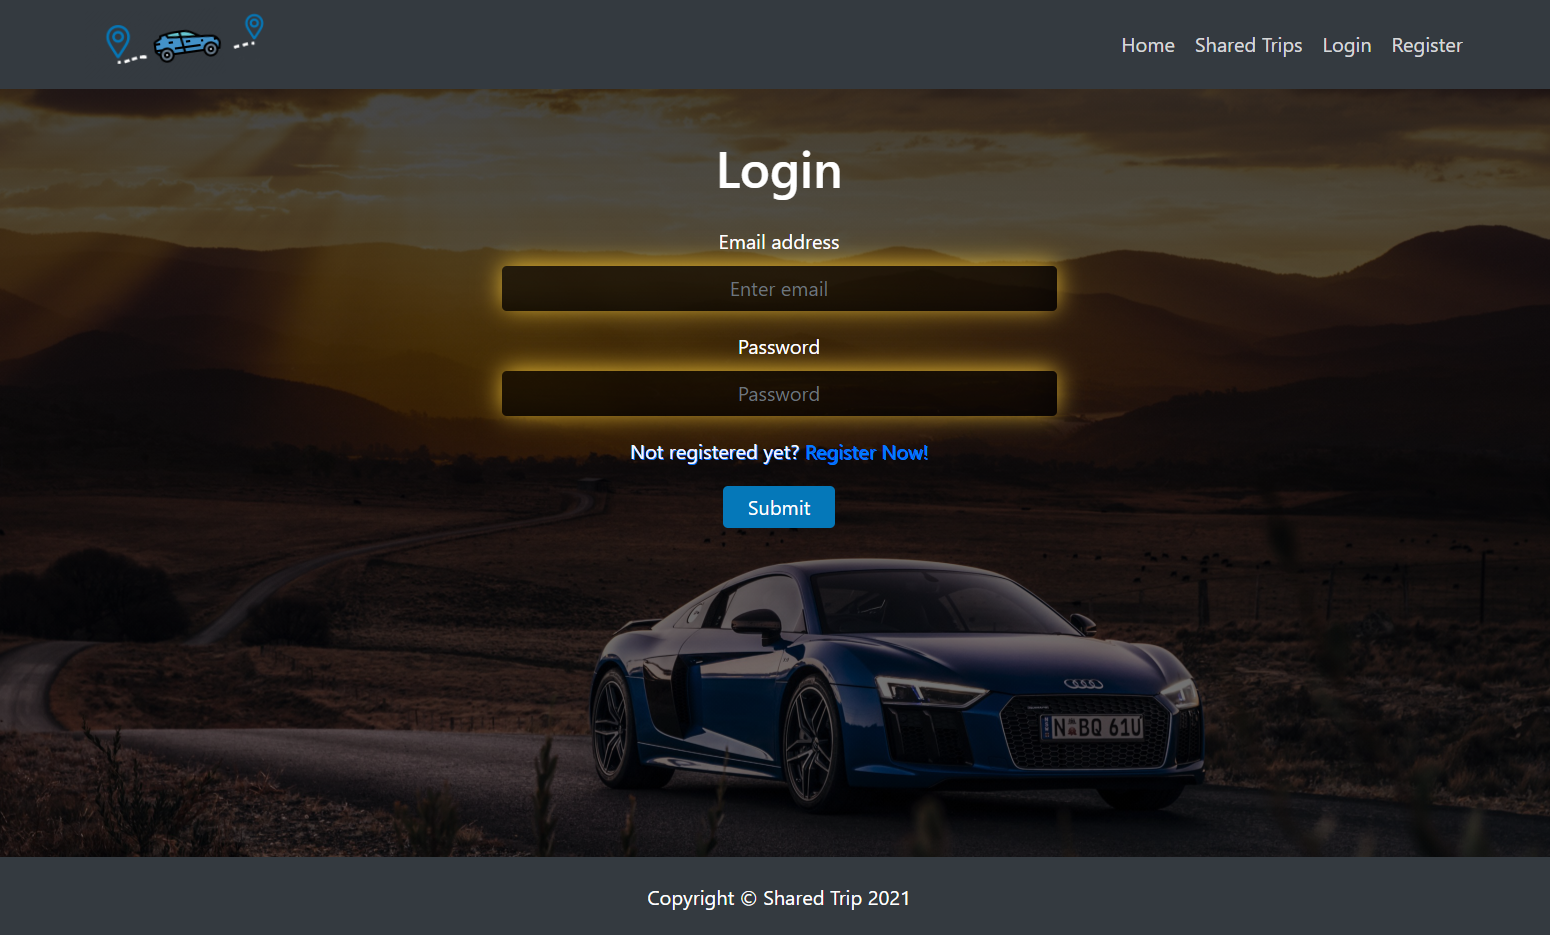 Home Shared Trips Login Register
Login
Email address
Enter email
Password
Password
Not registered yet? Register Now!
Submit
N BQ 61U
Copyright © Shared Trip 2021